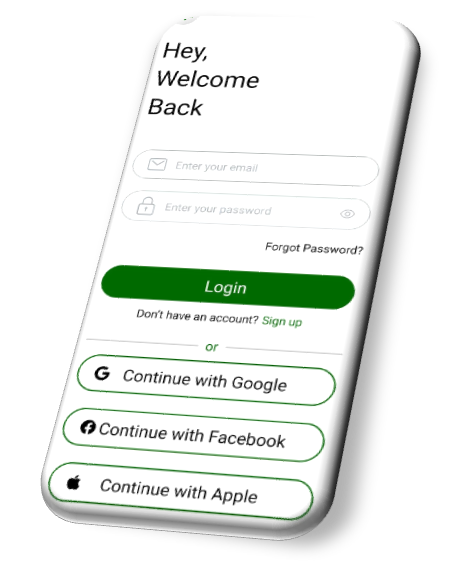 Hey,
Welcome
Back
Enter your email
Enter your password
Forgot Password?
Login
Don't have an account? Sign up
or
Continue with Google
Continue with Facebook
Continue with Apple